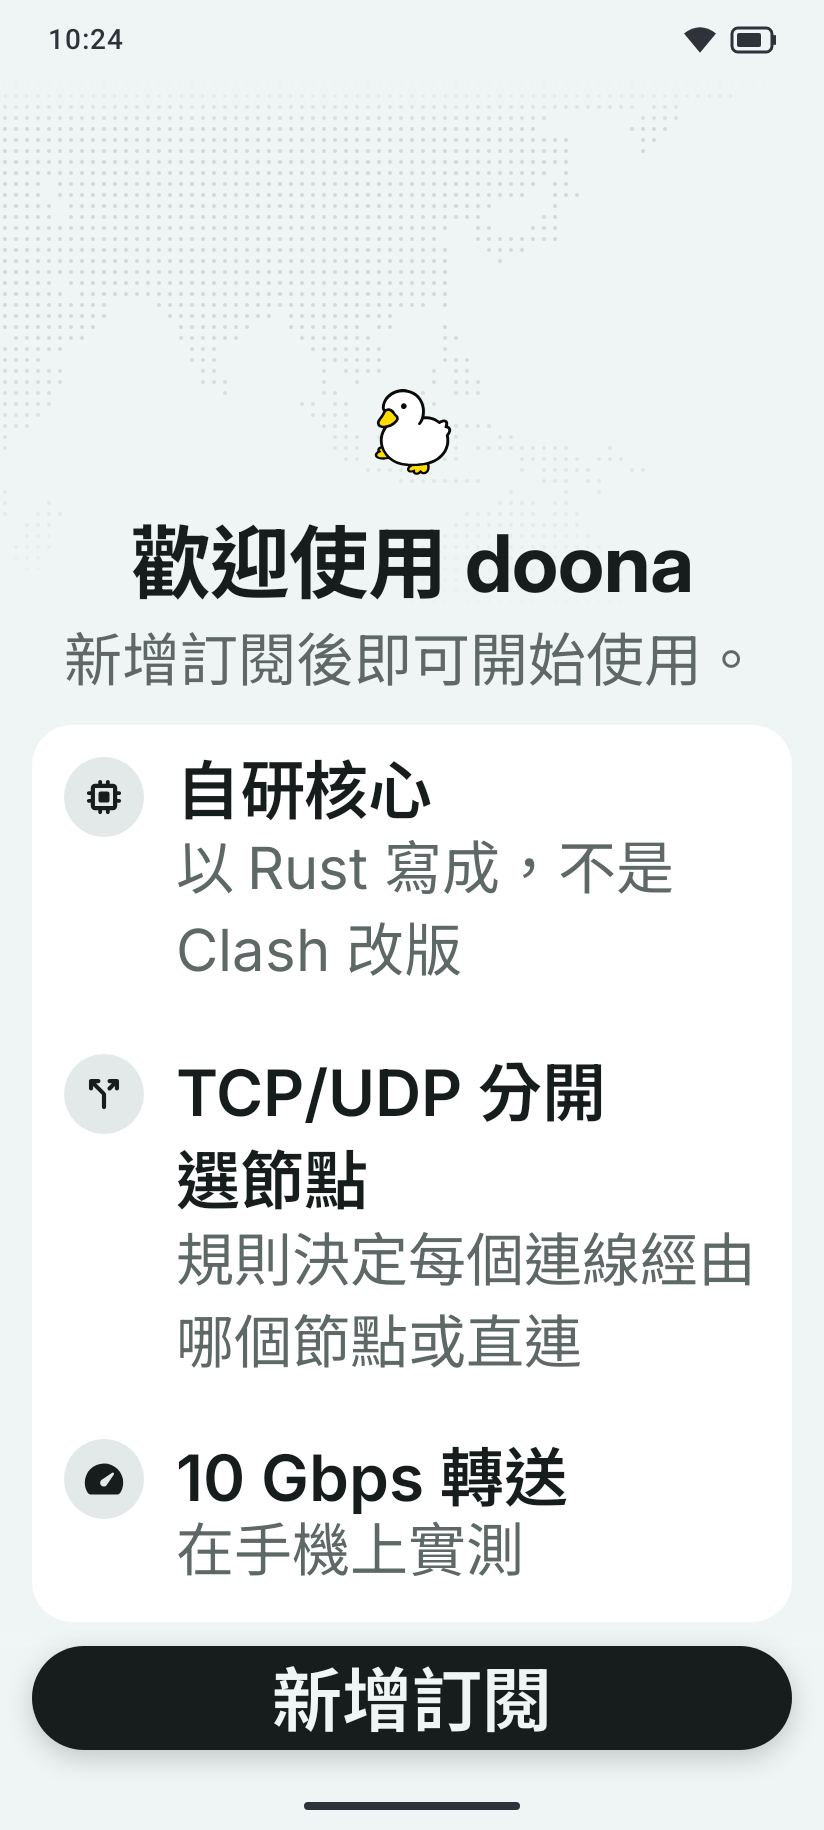 10:24
歡迎使用 doona
新增訂閱後即可開始使用。
自研核心
以 Rust 寫成，不是
Clash 改版
TCP/UDP 分開
選節點
規則決定每個連線經由
哪個節點或直連
10 Gbps 轉送
在手機上實測
新增訂閱